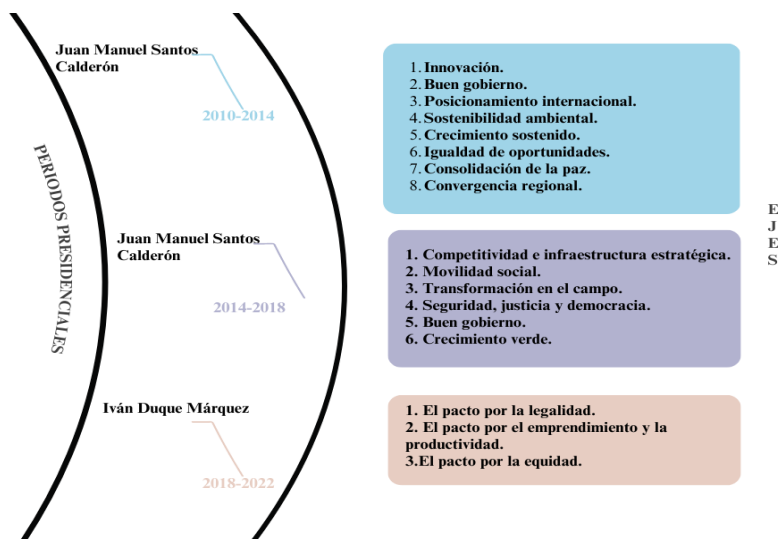 PERIODOS PRESIDENCIALES
Juan Manuel Santos
Calderón
2010-2014
1. Innovación.
2. Buen gobierno.
3. Posicionamiento internacional.
4. Sostenibilidad ambiental.
5. Crecimiento sostenido.
6. Igualdad de oportunidades.
7. Consolidación de la paz.
8. Convergencia regional.
Juan Manuel Santos
Calderón
2014-2018
1. Competitividad e infraestructura estratégica.
2. Movilidad social.
3. Transformación en el campo.
4. Seguridad, justicia y democracia.
5. Buen gobierno.
6. Crecimiento verde.
Iván Duque Márquez
2018-2022
1. El pacto por la legalidad.
2. El pacto por el emprendimiento y la
productividad.
3.El pacto por la equidad.
E
J
E
S